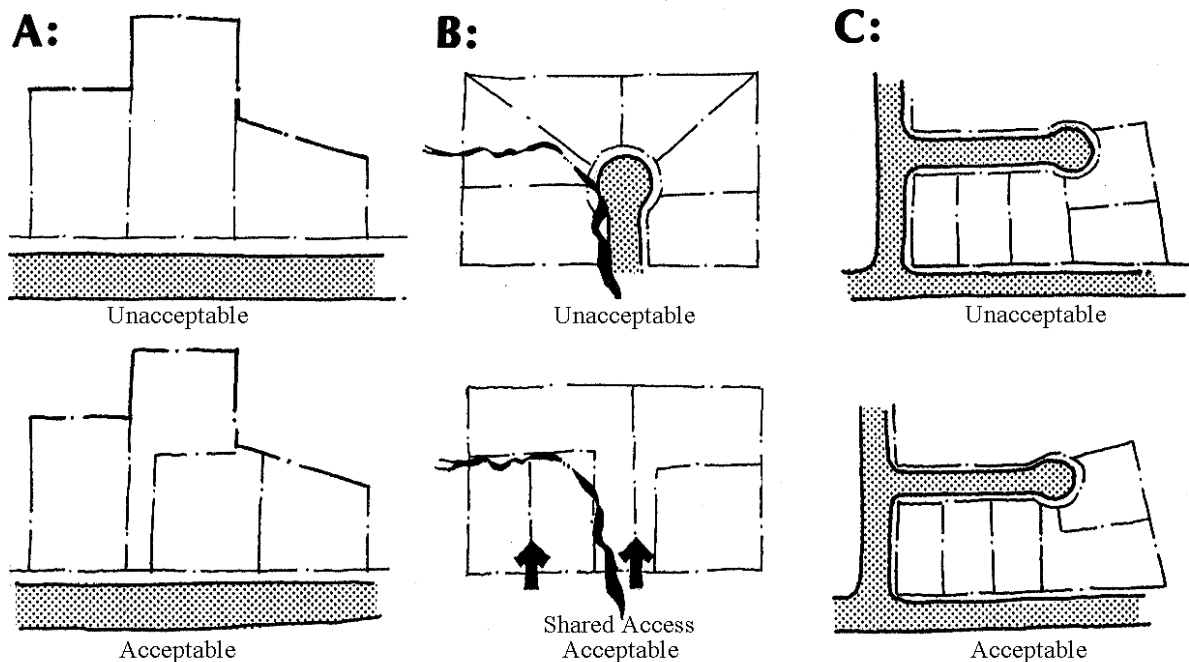 A:
B:
C:
Unacceptable
Unacceptable
Unacceptable
Acceptable
Shared Access
Acceptable
Acceptable